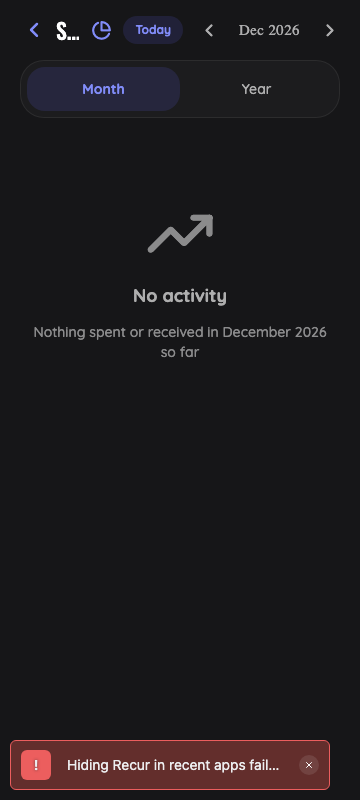 S...
Today
Dec 2026
Month
Year
No activity
Nothing spent or received in December 2026
so far
! Hiding Recur in recent apps fail...